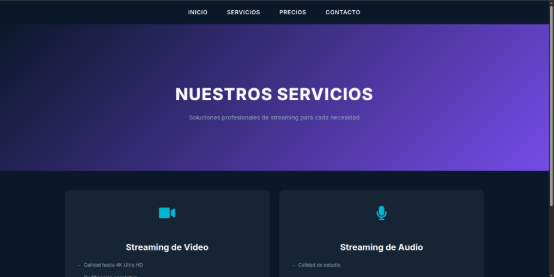 INICIO SERVICIOS PRECIOS CONTACTO
NUESTROS SERVICIOS
Soluciones profesionales de streaming para cada necesidad
Streaming de Video
Streaming de Audio
Calidad hasta 4K Ultra HD
Calidad de estudio